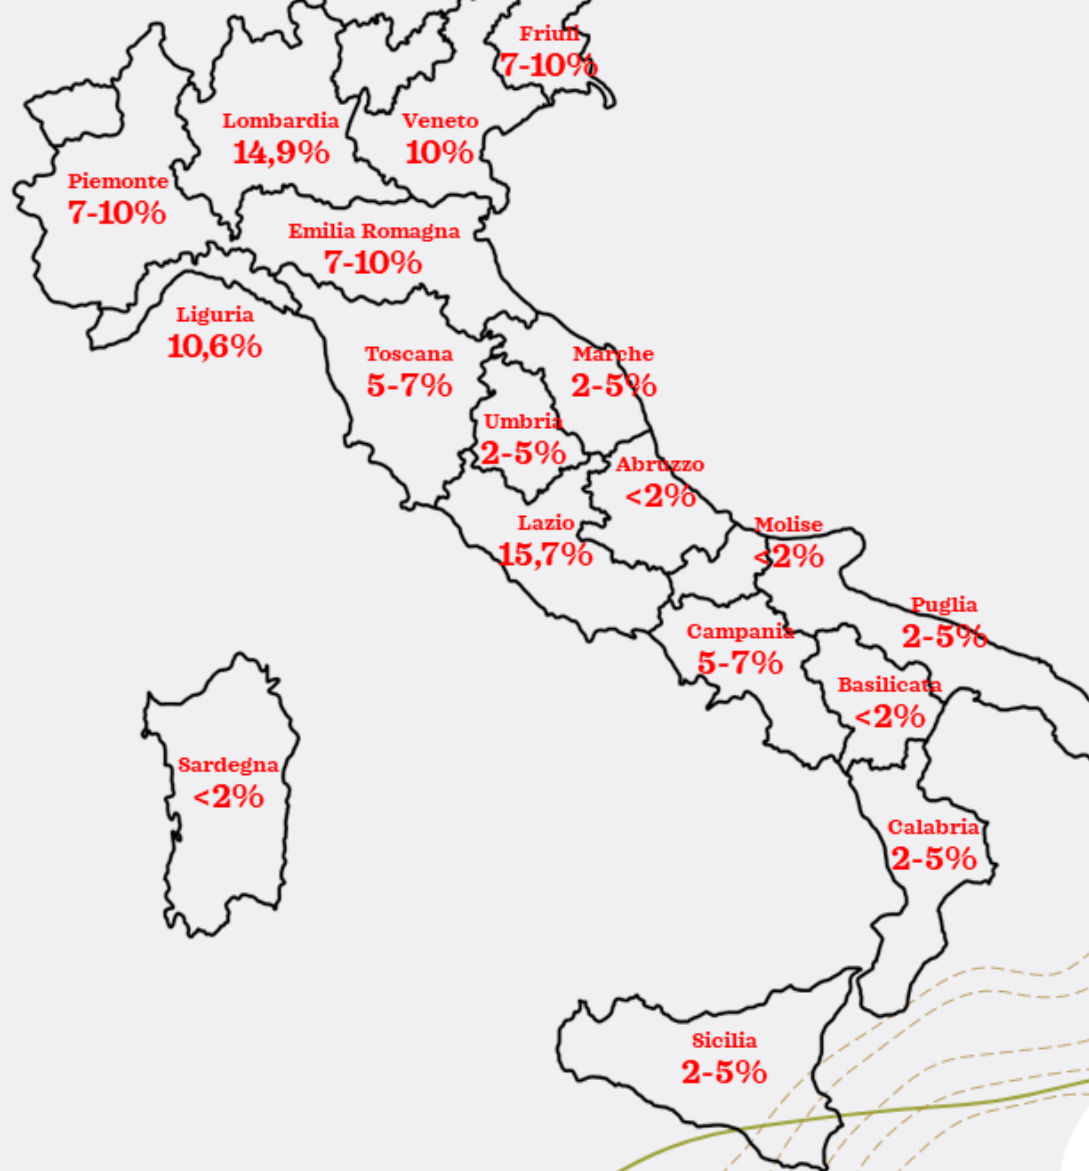 Friuli
7-10%
Lombardia
14,9%
Veneto
10%
Piemonte
7-10%
Emilia Romagna
7-10%
Liguria
10,6%
Toscana
5-7%
Marche
2-5%
Umbria
2-5%
Abruzzo
<2%
Lazio
15,7%
Molise
<2%
Puglia
2-5%
Campania
5-7%
Basilicata
<2%
Sardegna
<2%
Calabria
2-5%
Sicilia
2-5%